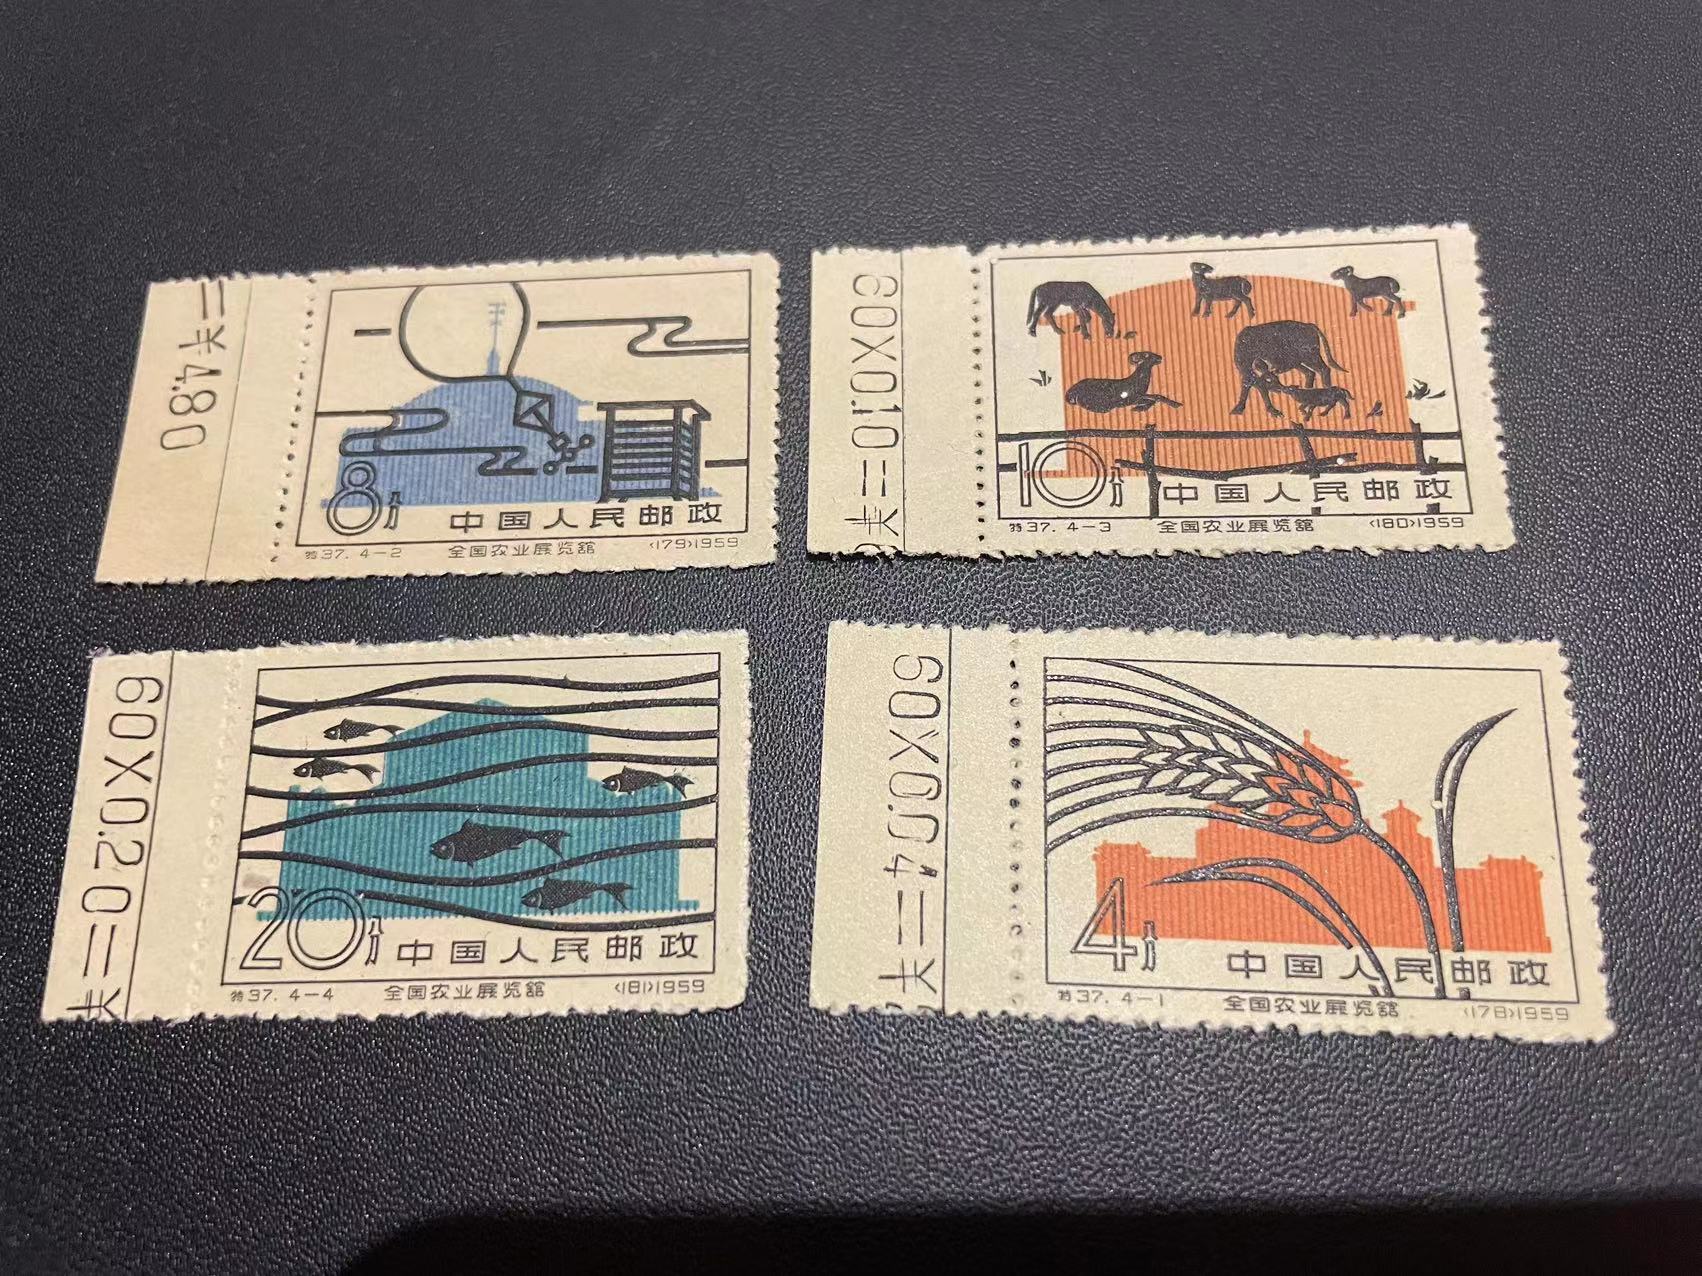 二关4.80
8分
中国人民邮政
特37. 4-2 全国农业展览馆 (179)1959
60X0.10=
10分
中国人民邮政
特37. 4-3 全国农业展览馆 (180)1959
60X0.20=
20分
中国人民邮政
特37. 4-4 全国农业展览馆 (181)1959
60X0.04=
4分
中国人民邮政
特37. 4-1 全国农业展览馆 (178)1959